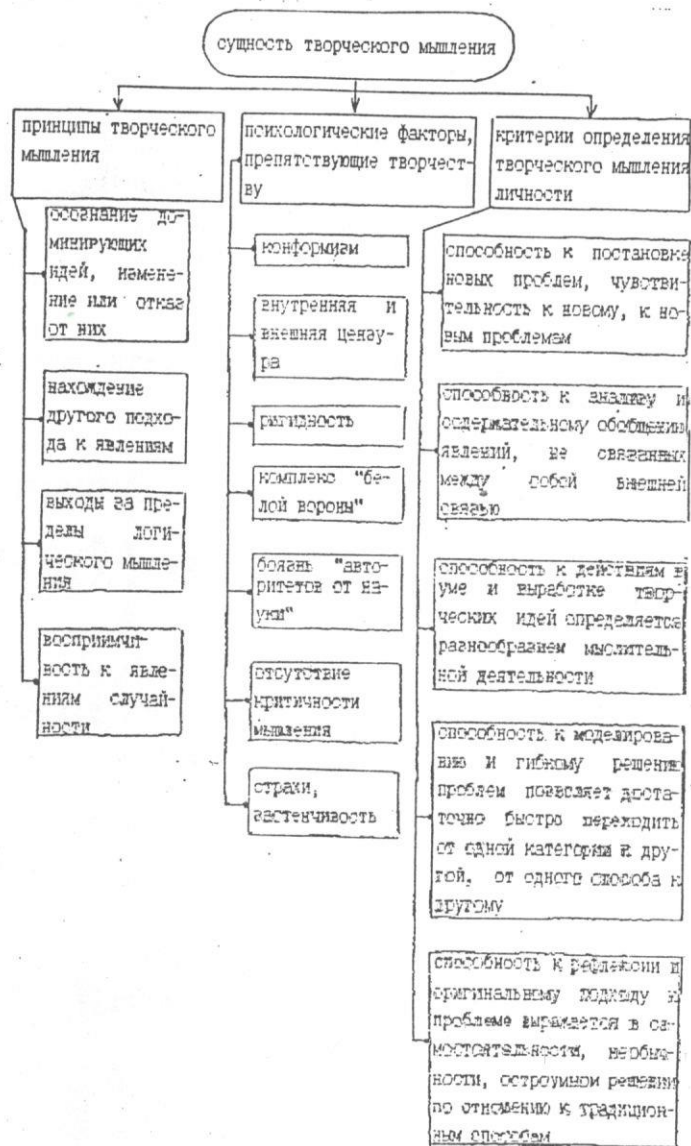 сущность творческого мышления
принципы творческого
мышления
осознание до-
минирующих
идей, измене-
ние или отказ
от них
нахождение
другого подхо-
да к явлениям
выходы за пре-
делы логи-
ческого мышле-
ния
восприимчи-
вость к явле-
ниям случай-
ности
психологические факторы,
препятствующие творчест-
ву
конформизм
внутренняя и
внешняя цензу-
ра
ригидность
комплекс "бе-
лой вороны"
боязнь "авто-
ритетов от на-
уки"
отсутствие
критичности
мышления
страхи,
застенчивость
критерии определения
творческого мышления
личности
способность к постановке
новых проблем, чувстви-
тельность к новому, к но-
вым проблемам
способность к анализу и
содержательному обобщению
явлений, не связанных
между собой внешней
связью
способность к действиям в
уме и выработке твор-
ческих идей определяется
разнообразием мыслитель-
ной деятельности
способность к моделирова-
нию и гибкому решению
проблем позволяет доста-
точно быстро переходить
от одной категории к дру-
гой, от одного способа к
другому
способность к рефлексии и
оригинальному подходу к
проблеме выражается в са-
мостоятельности, необыч-
ности, остроумном решении
по отношению к традицион-
ным способам